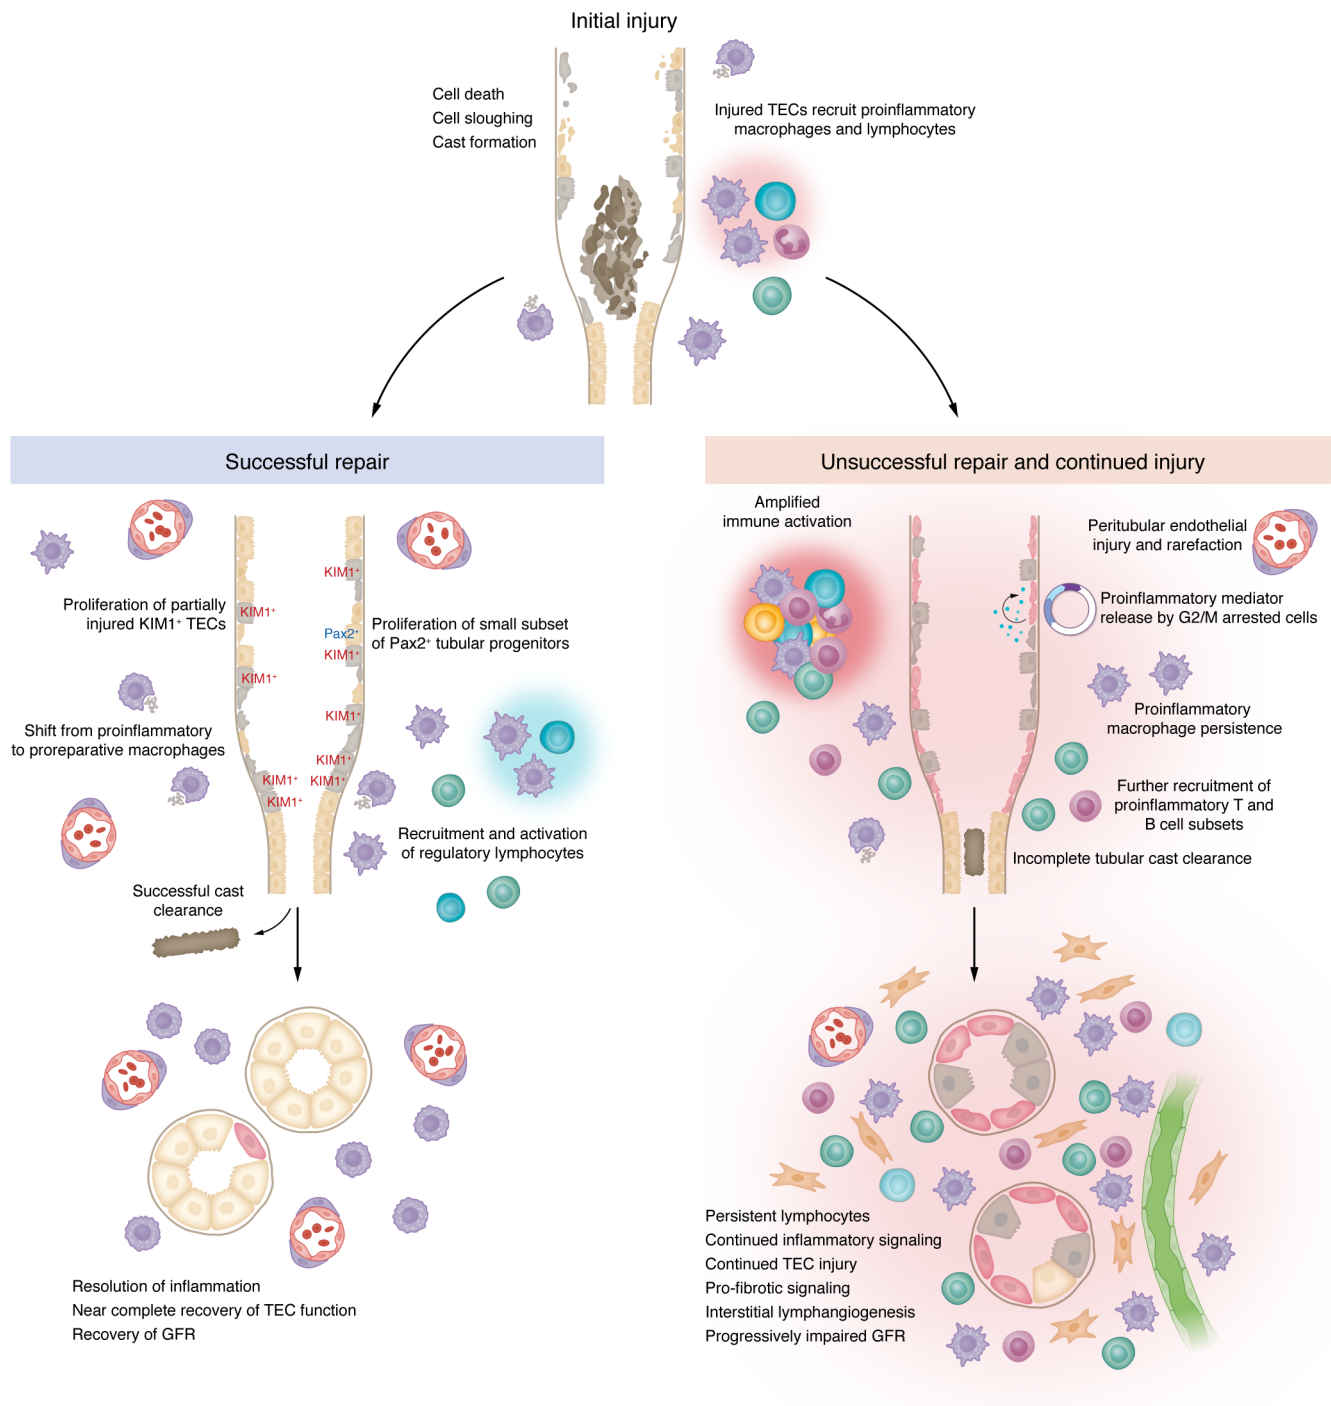 Initial injury
Cell death
Cell sloughing
Cast formation
Injured TECs recruit proinflammatory
macrophages and lymphocytes
Successful repair
Proliferation of partially
injured KIM1⁺ TECs
KIM1⁺
KIM1⁺
Pax2⁺
KIM1⁺
KIM1⁺
KIM1⁺
KIM1⁺
KIM1⁺
KIM1⁺
KIM1⁺
Proliferation of small subset
of Pax2⁺ tubular progenitors
Shift from proinflammatory
to proreparative macrophages
Recruitment and activation
of regulatory lymphocytes
Successful cast
clearance
Resolution of inflammation
Near complete recovery of TEC function
Recovery of GFR
Unsuccessful repair and continued injury
Amplified
immune activation
Peritubular endothelial
injury and rarefaction
Proinflammatory mediator
release by G2/M arrested cells
Proinflammatory
macrophage persistence
Further recruitment of
proinflammatory T and
B cell subsets
Incomplete tubular cast clearance
Persistent lymphocytes
Continued inflammatory signaling
Continued TEC injury
Pro-fibrotic signaling
Interstitial lymphangiogenesis
Progressively impaired GFR